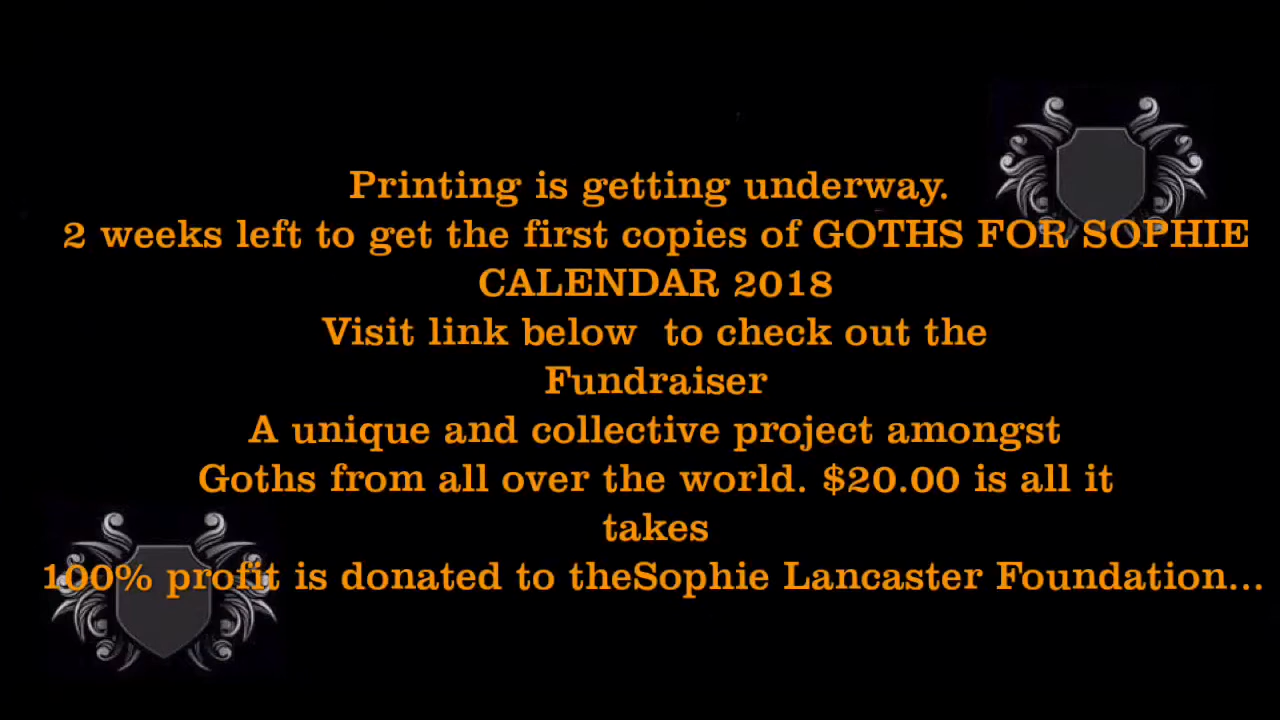 Printing is getting underway.
2 weeks left to get the first copies of GOTHS FOR SOPHIE
CALENDAR 2018
Visit link below  to check out the
Fundraiser
A unique and collective project amongst
Goths from all over the world. $20.00 is all it
takes
100% profit is donated to theSophie Lancaster Foundation...